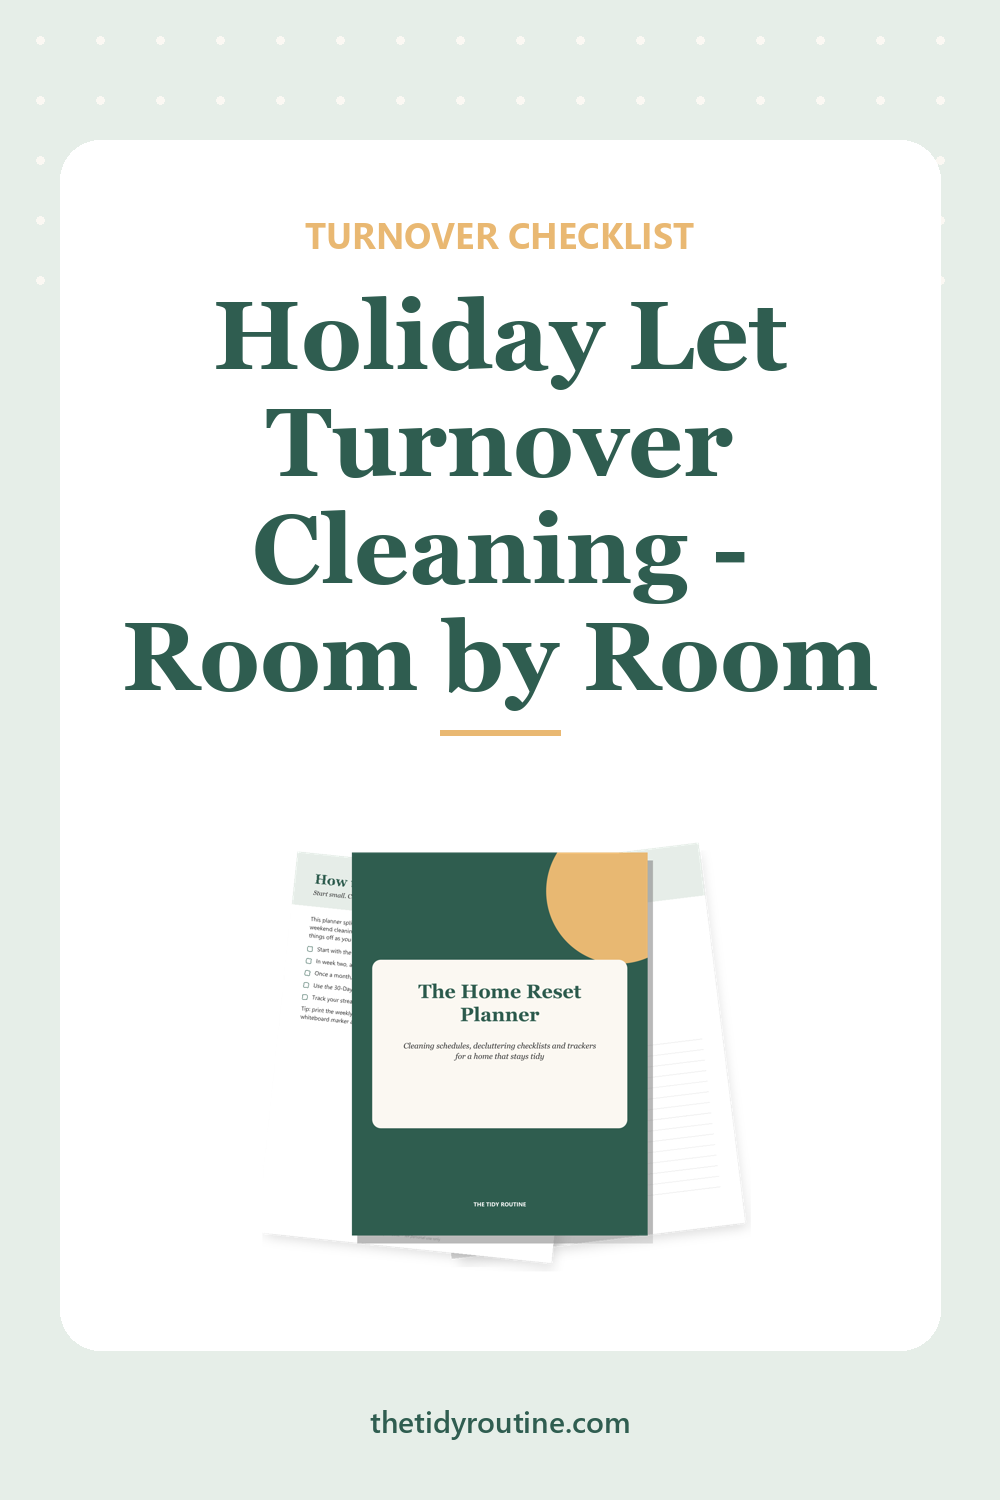 TURNOVER CHECKLIST
Holiday Let
Turnover
Cleaning -
Room by Room
How
Start small. C
This planner spli
weekend cleanin
things off as you
Start with the
In week two, a
Once a month,
Use the 30-Day
Track your strea
Tip: print the weekly
whiteboard marker a
The Home Reset
Planner
Cleaning schedules, decluttering checklists and trackers
for a home that stays tidy
THE TIDY ROUTINE
thetidyroutine.com